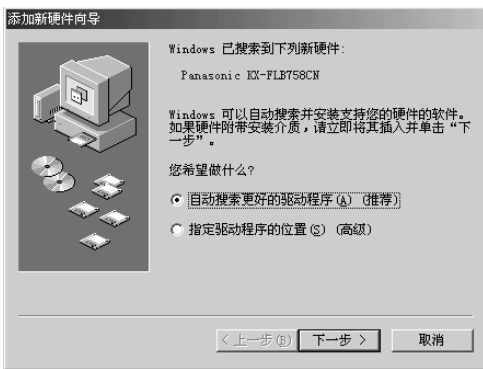 添加新硬件向导
Windows 已搜索到下列新硬件:
Panasonic KX-FLB758CN
Windows 可以自动搜索并安装支持您的硬件的软件。
如果硬件附带安装介质，请立即将其插入并单击“下
一步”。
您希望做什么?
自动搜索更好的驱动程序(A) (推荐)
指定驱动程序的位置(S) (高级)
< 上一步(B) 下一步 > 取消